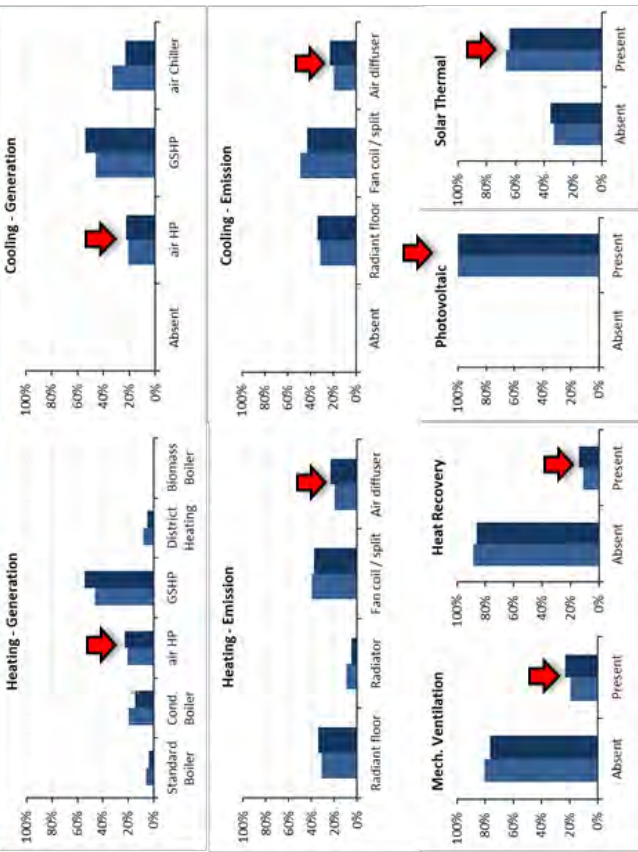 Heating - Generation
100%
80%
60%
40%
20%
0%
Standard Boiler
Cond. Boiler
air HP
GSHP
District Heating
Biomass Boiler
Cooling - Generation
100%
80%
60%
40%
20%
0%
Absent
air HP
GSHP
air Chiller
Heating - Emission
100%
80%
60%
40%
20%
0%
Radiant floor
Radiator
Fan coil / split
Air diffuser
Cooling - Emission
100%
80%
60%
40%
20%
0%
Absent
Radiant floor
Fan coil / split
Air diffuser
Mech. Ventilation
100%
80%
60%
40%
20%
0%
Absent
Present
Heat Recovery
100%
80%
60%
40%
20%
0%
Absent
Present
Photovoltaic
100%
80%
60%
40%
20%
0%
Absent
Present
Solar Thermal
100%
80%
60%
40%
20%
0%
Absent
Present